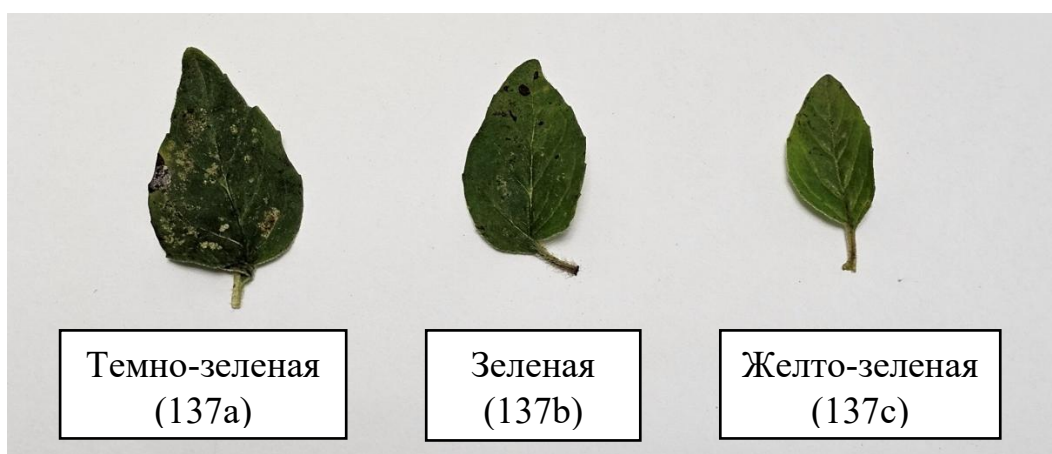 Темно-зеленая
(137a)
Зеленая
(137b)
Желто-зеленая
(137c)